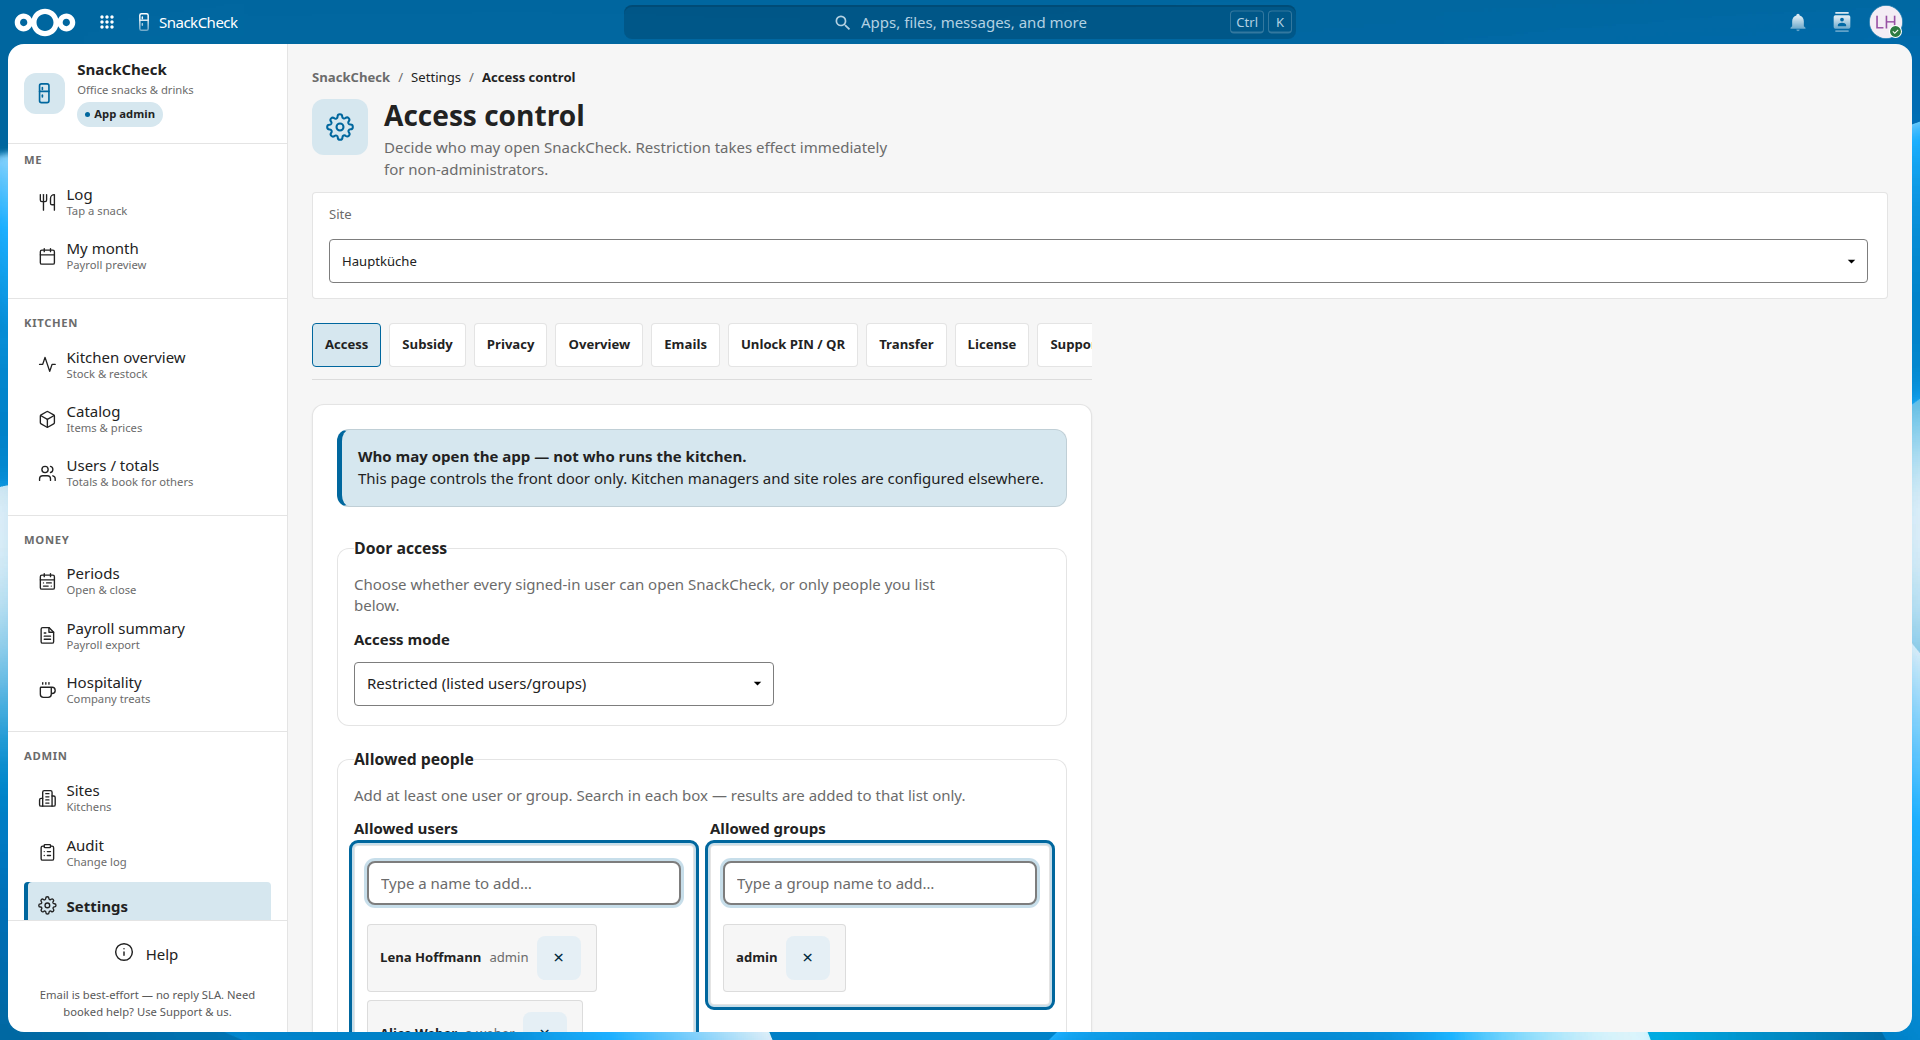 SnackCheck
Apps, files, messages, and more
Ctrl K
LH
SnackCheck
Office snacks & drinks
App admin
ME
Log
Tap a snack
My month
Payroll preview
KITCHEN
Kitchen overview
Stock & restock
Catalog
Items & prices
Users / totals
Totals & book for others
MONEY
Periods
Open & close
Payroll summary
Payroll export
Hospitality
Company treats
ADMIN
Sites
Kitchens
Audit
Change log
Settings
Help
Email is best-effort — no reply SLA. Need
booked help? Use Support & us.
SnackCheck / Settings / Access control
Access control
Decide who may open SnackCheck. Restriction takes effect immediately
for non-administrators.
Site
Hauptküche
Access Subsidy Privacy Overview Emails Unlock PIN / QR Transfer License Suppo
Who may open the app — not who runs the kitchen.
This page controls the front door only. Kitchen managers and site roles are configured elsewhere.
Door access
Choose whether every signed-in user can open SnackCheck, or only people you list
below.
Access mode
Restricted (listed users/groups)
Allowed people
Add at least one user or group. Search in each box — results are added to that list only.
Allowed users
Type a name to add...
Lena Hoffmann admin ×
Alice Weber a.weber ×
Allowed groups
Type a group name to add...
admin ×